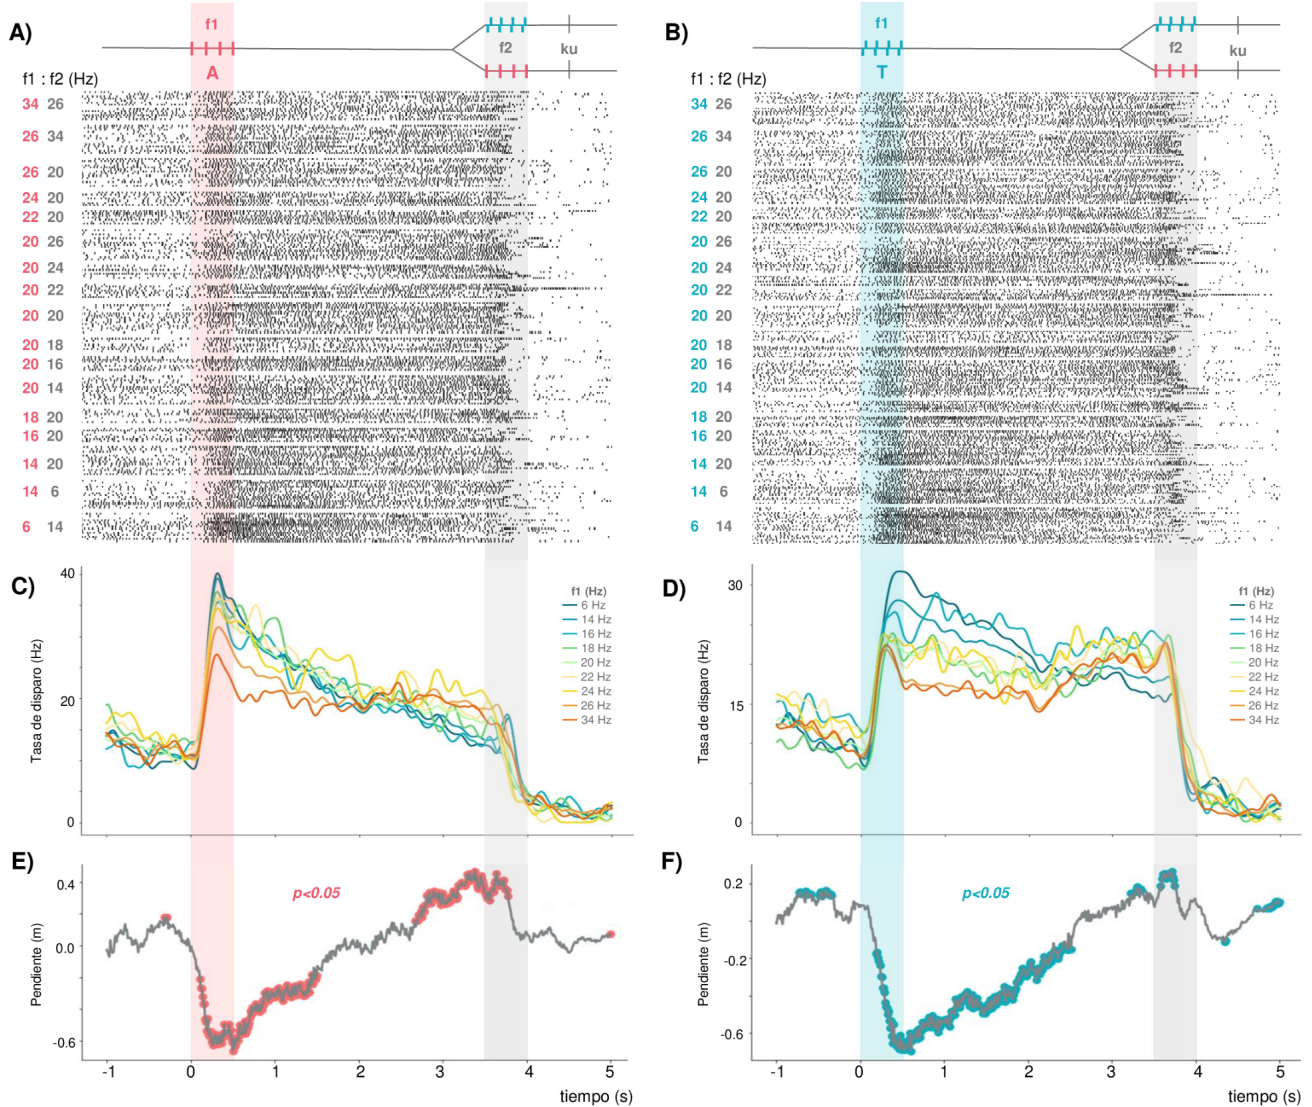 A)
f1
f2
ku
A
f1 : f2 (Hz)
34 26
26 34
26 20
24 20
22 20
20 26
20 24
20 22
20 20
20 18
20 16
20 14
18 20
16 20
14 20
14 6
6 14
B)
f1
f2
ku
T
f1 : f2 (Hz)
34 26
26 34
26 20
24 20
22 20
20 26
20 24
20 22
20 20
20 18
20 16
20 14
18 20
16 20
14 20
14 6
6 14
C)
Tasa de disparo (Hz)
40
20
0
f1 (Hz)
6 Hz
14 Hz
16 Hz
18 Hz
20 Hz
22 Hz
24 Hz
26 Hz
34 Hz
D)
Tasa de disparo (Hz)
30
15
0
f1 (Hz)
6 Hz
14 Hz
16 Hz
18 Hz
20 Hz
22 Hz
24 Hz
26 Hz
34 Hz
E)
Pendiente (m)
0.4
0.0
-0.6
p<0.05
-1 0 1 2 3 4 5
tiempo (s)
F)
Pendiente (m)
0.2
-0.2
-0.6
p<0.05
-1 0 1 2 3 4 5
tiempo (s)